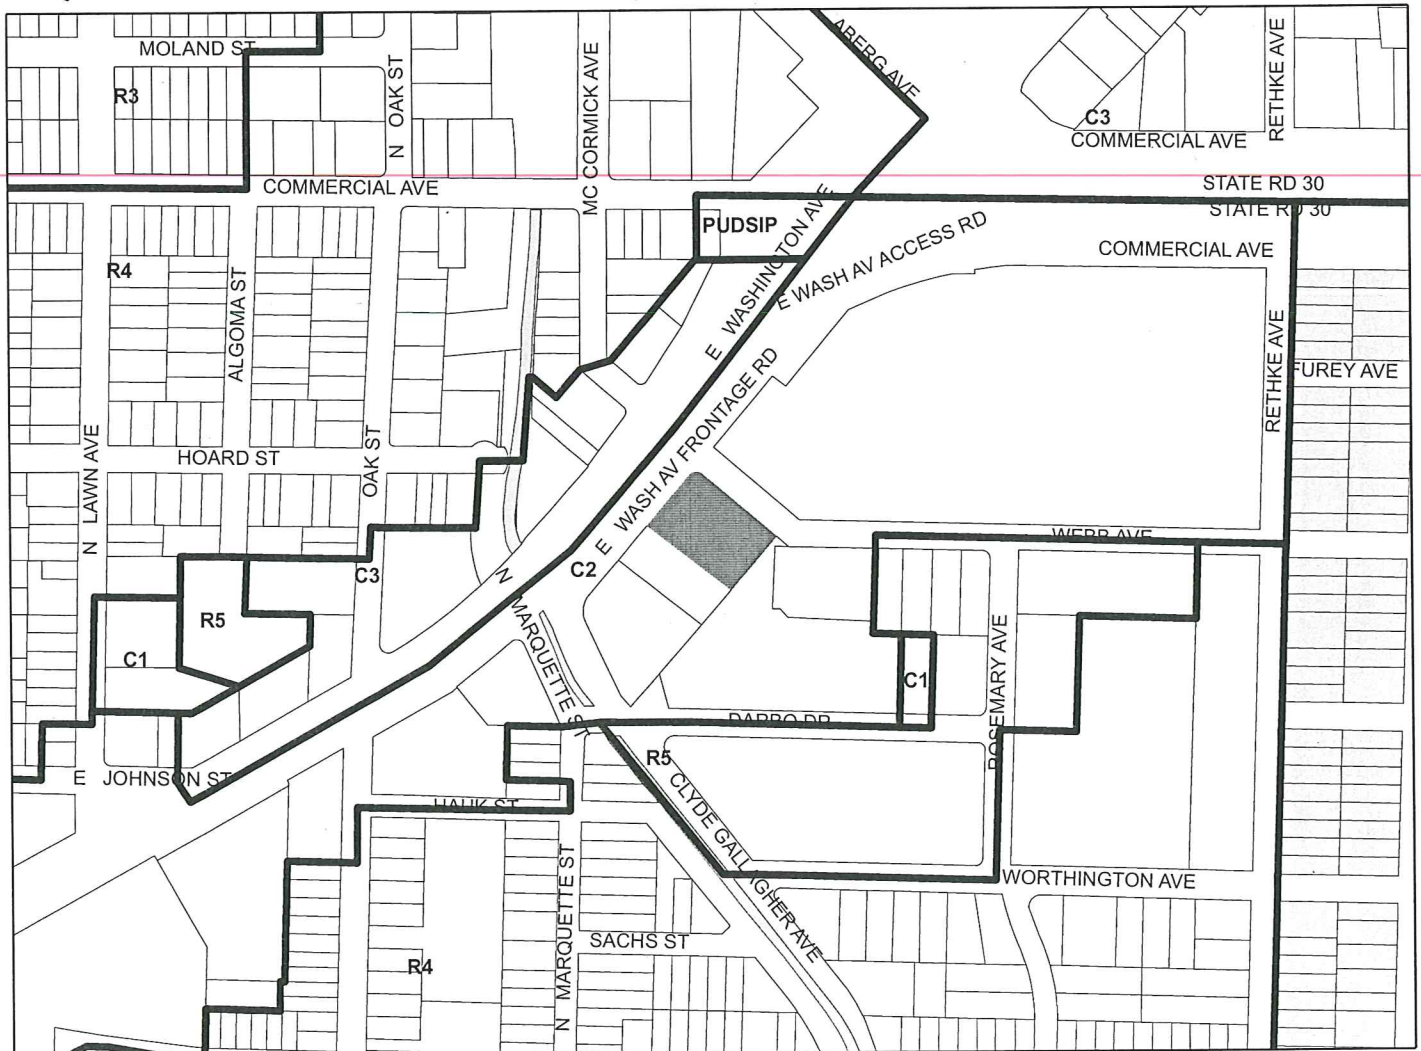 MOLAND ST
R3
N OAK ST
MC CORMICK AVE
ABERG AVE
C3
COMMERCIAL AVE
RETHKE AVE
COMMERCIAL AVE
STATE RD 30
STATE RD 30
PUDSIP
E WASHINGTON AVE
E WASH AV ACCESS RD
COMMERCIAL AVE
R4
ALGOMA ST
RETHKE AVE
FUREY AVE
E WASH AV FRONTAGE RD
N LAWN AVE
HOARD ST
OAK ST
WEBB AVE
C3
C2
R5
C1
N MARQUETTE ST
C1
ROSEMARY AVE
DARBO DR
R5
E JOHNSON ST
HAUK ST
CLYDE GALLAGHER AVE
WORTHINGTON AVE
N MARQUETTE ST
SACHS ST
R4